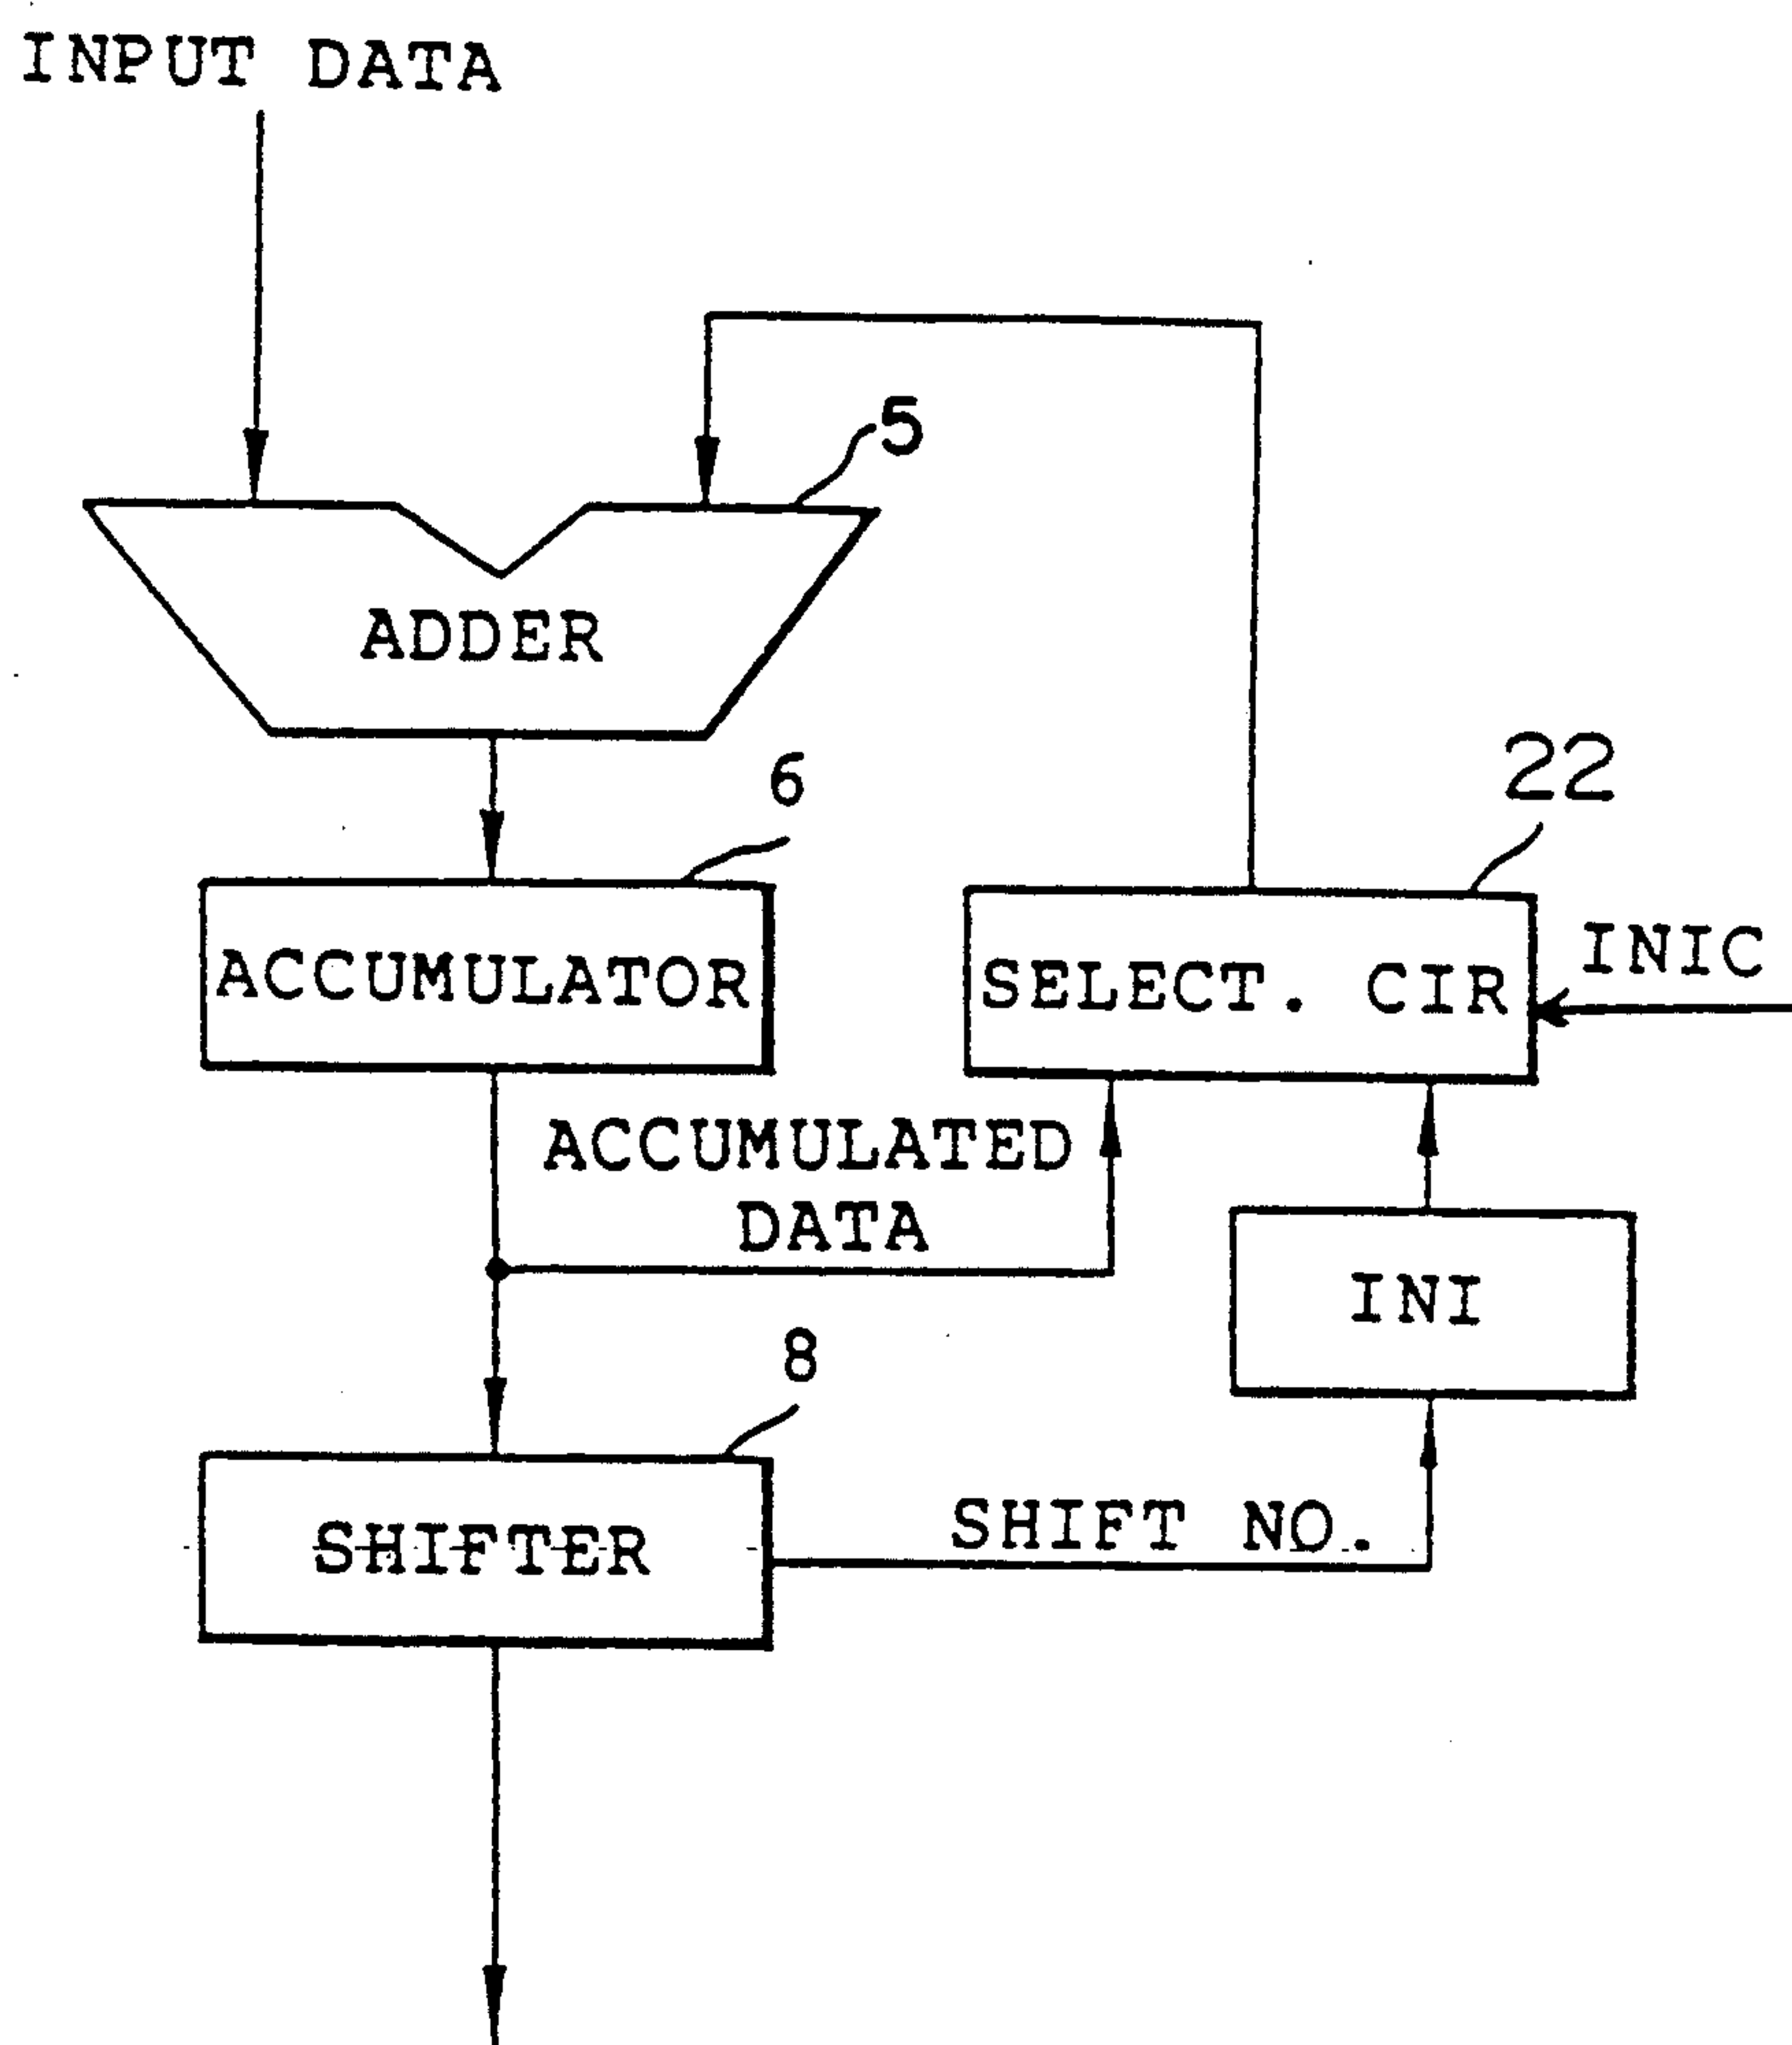 INPUT DATA
5
ADDER
6
22
ACCUMULATOR
SELECT. CIR
INIC
ACCUMULATED
DATA
INI
8
SHIFTER
SHIFT NO.